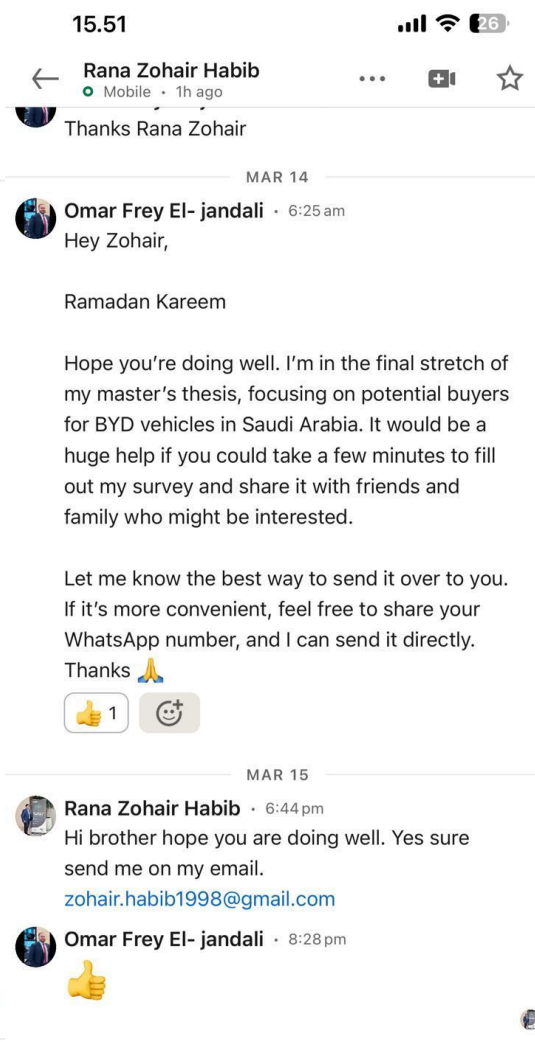 15.51
26
Rana Zohair Habib
Mobile • 1h ago
Thanks Rana Zohair
MAR 14
Omar Frey El- jandali • 6:25 am
Hey Zohair,
Ramadan Kareem
Hope you’re doing well. I’m in the final stretch of
my master’s thesis, focusing on potential buyers
for BYD vehicles in Saudi Arabia. It would be a
huge help if you could take a few minutes to fill
out my survey and share it with friends and
family who might be interested.
Let me know the best way to send it over to you.
If it’s more convenient, feel free to share your
WhatsApp number, and I can send it directly.
Thanks 🙏
👍 1
MAR 15
Rana Zohair Habib • 6:44 pm
Hi brother hope you are doing well. Yes sure
send me on my email.
zohair.habib1998@gmail.com
Omar Frey El- jandali • 8:28 pm
👍